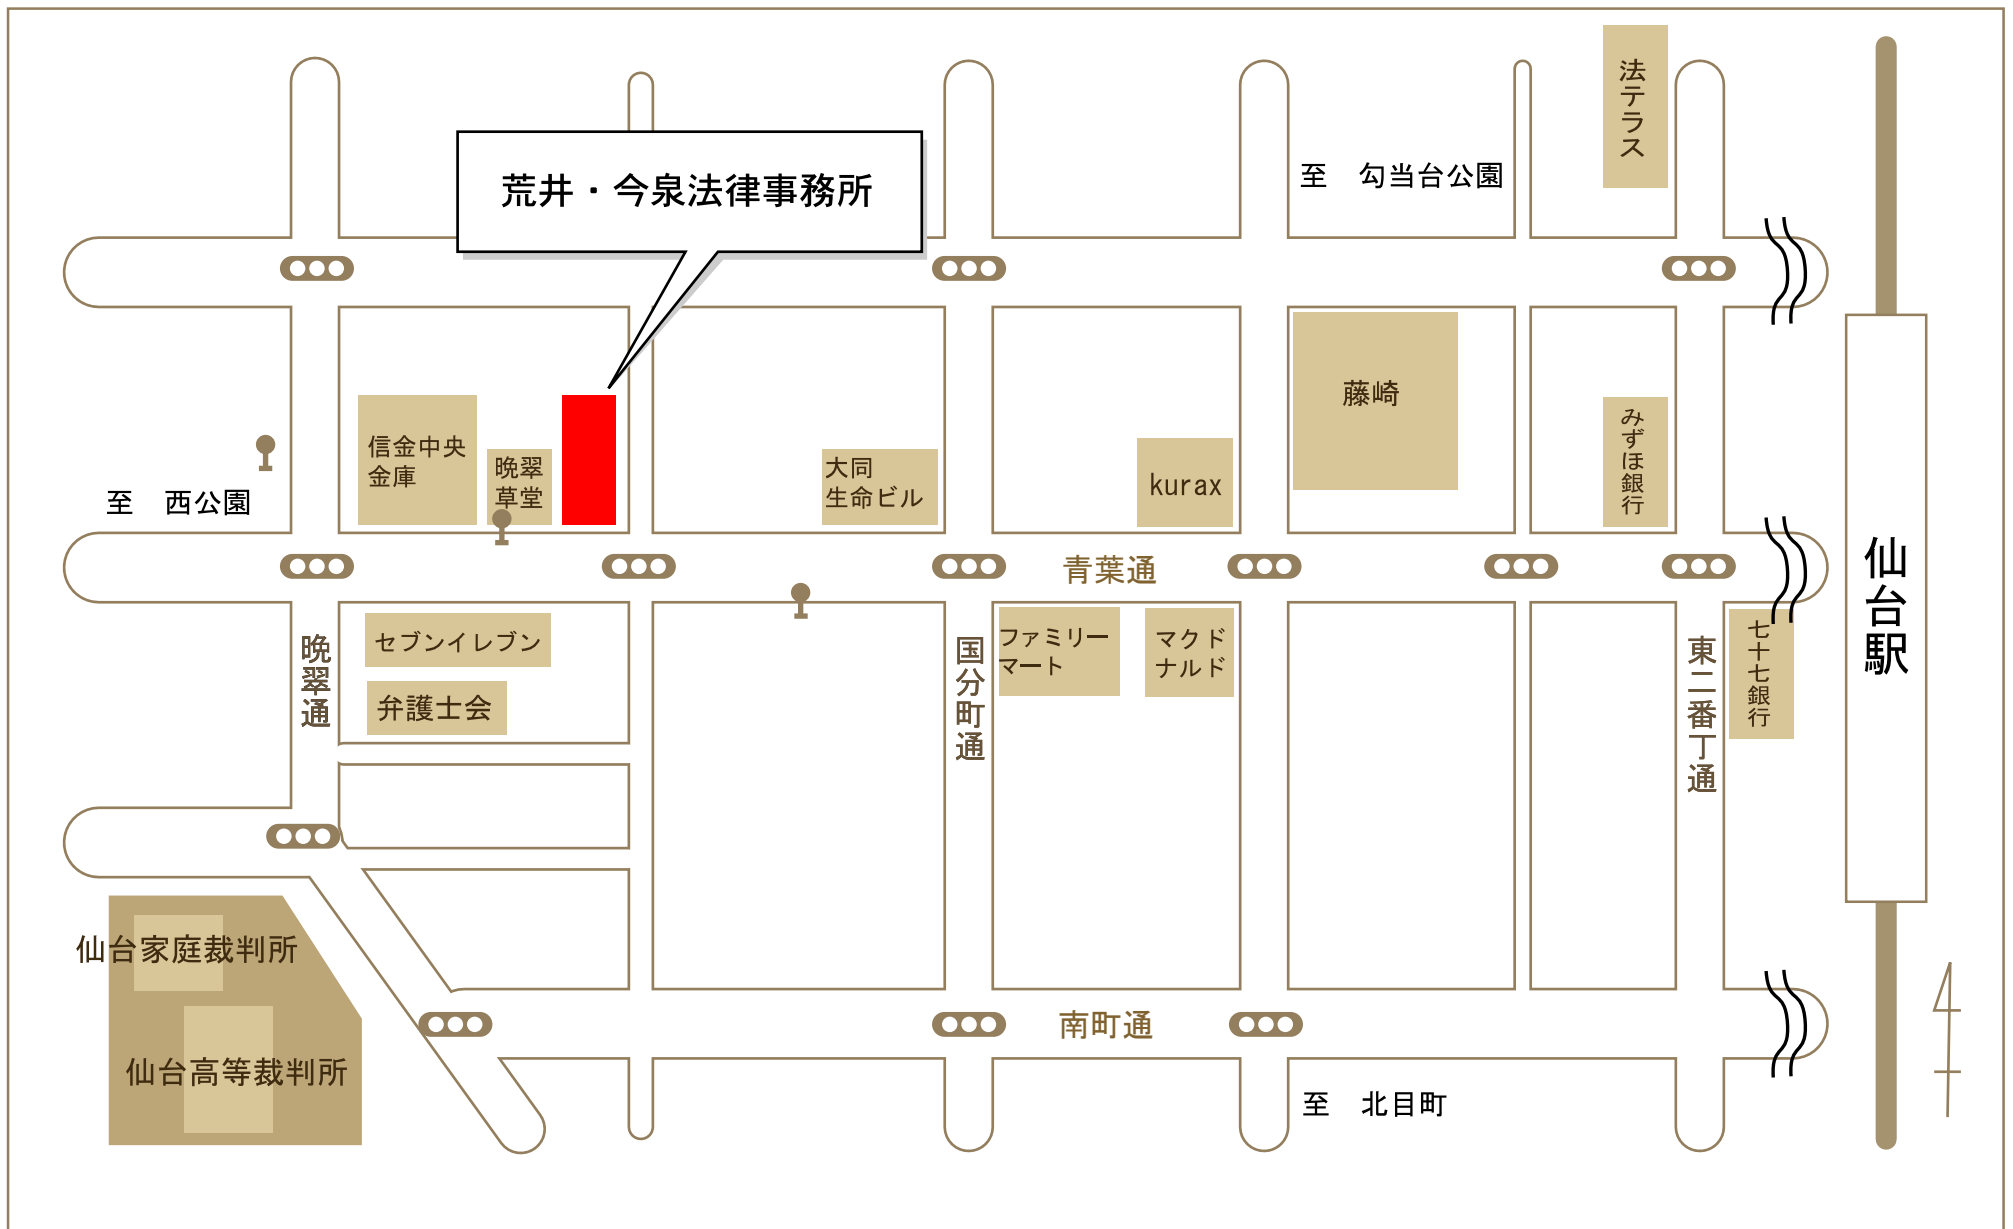 法テラス
至　勾当台公園
荒井・今泉法律事務所
藤崎
みずほ銀行
信金中央
金庫
晩翠
草堂
大同
生命ビル
kurax
至　西公園
青葉通
仙台駅
セブンイレブン
弁護士会
晩翠通
国分町通
ファミリー
マート
マクド
ナルド
東二番丁通
七十七銀行
仙台家庭裁判所
仙台高等裁判所
南町通
至　北目町